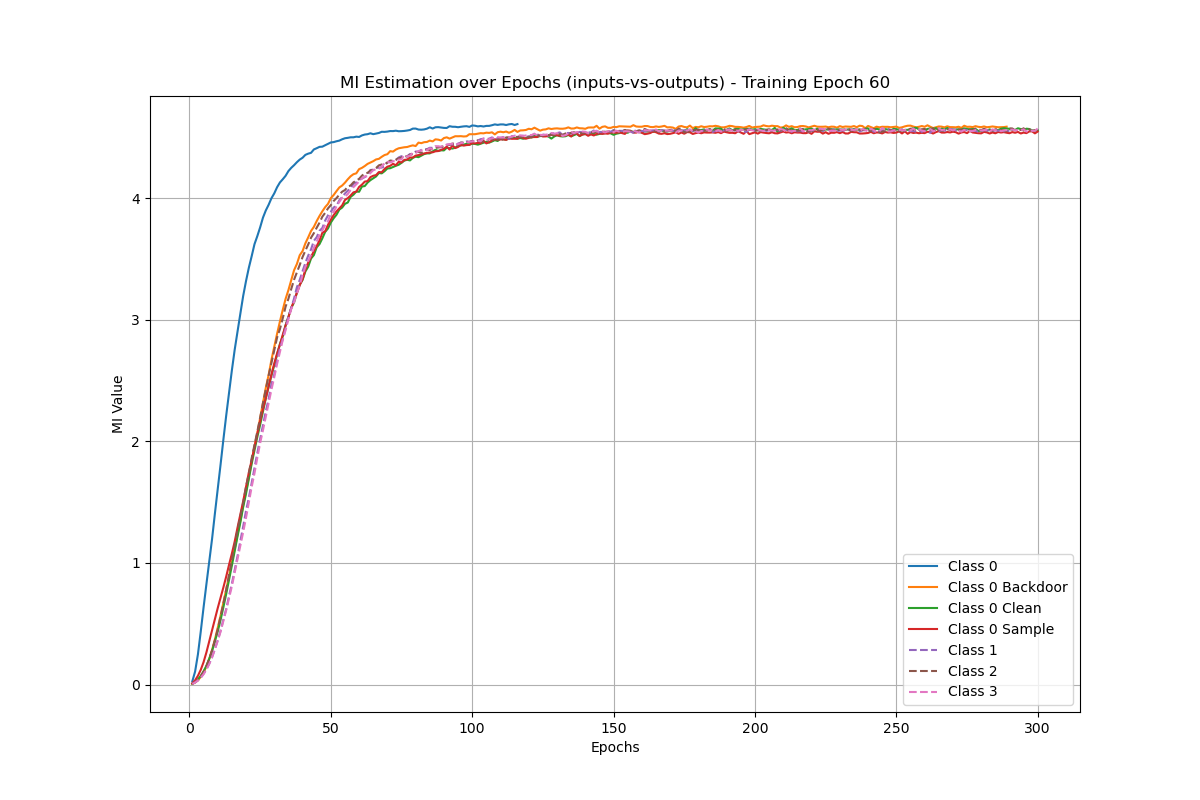 MI Estimation over Epochs (inputs-vs-outputs) - Training Epoch 60
MI Value
4
3
2
1
0
0 50 100 150 200 250 300
Epochs
Class 0
Class 0 Backdoor
Class 0 Clean
Class 0 Sample
Class 1
Class 2
Class 3